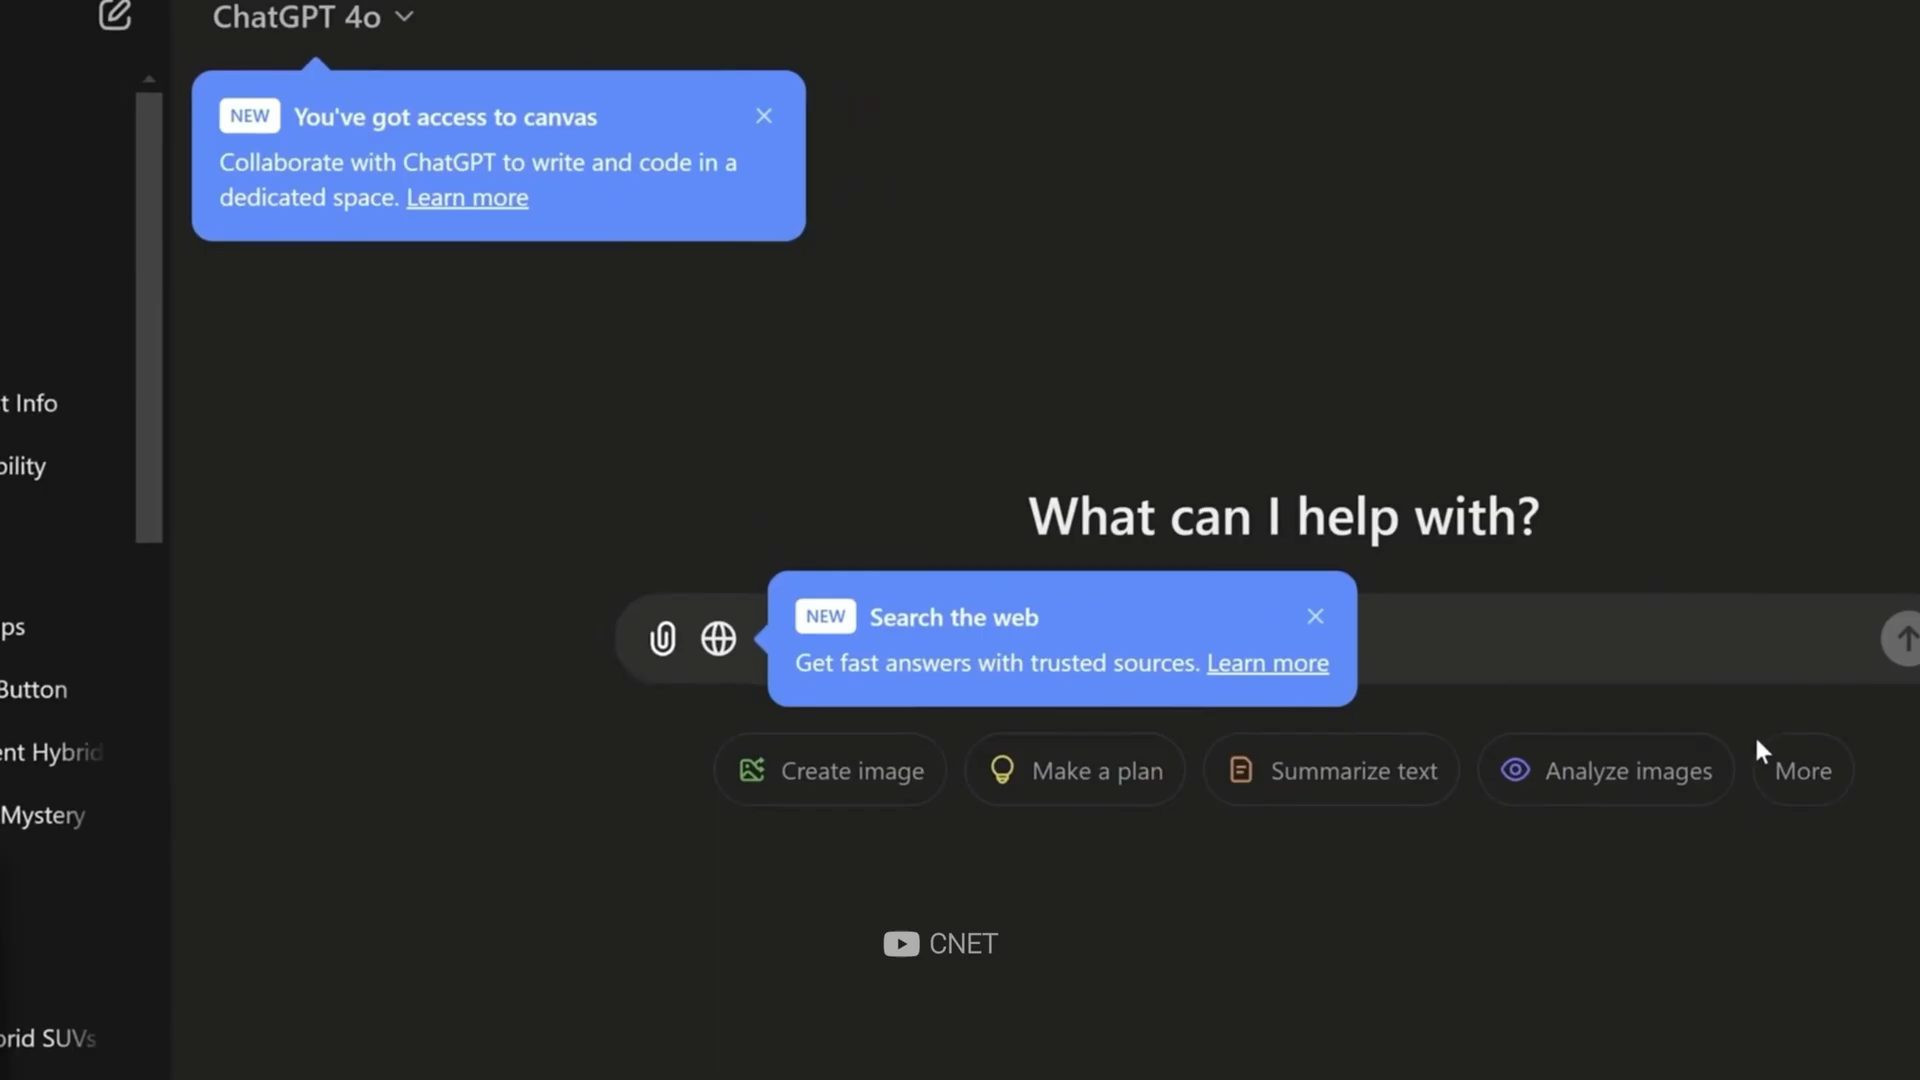 ChatGPT 4o
NEW You've got access to canvas
Collaborate with ChatGPT to write and code in a
dedicated space. Learn more
t Info
bility
What can I help with?
NEW Search the web
Get fast answers with trusted sources. Learn more
ps
Button
ent Hybrid
Mystery
Create image
Make a plan
Summarize text
Analyze images
More
CNET
brid SUVs